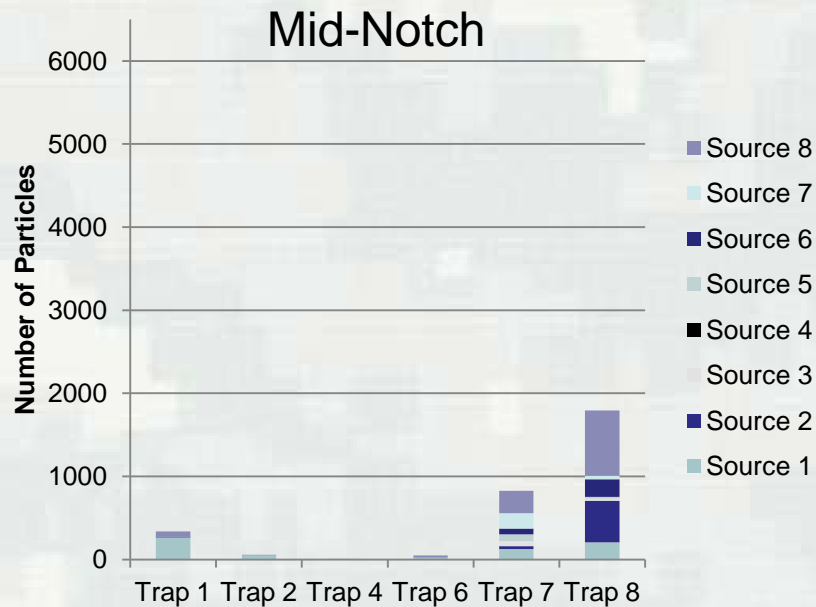 Mid-Notch
Number of Particles
6000
5000
4000
3000
2000
1000
0
Trap 1 Trap 2 Trap 4 Trap 6 Trap 7 Trap 8
Source 8
Source 7
Source 6
Source 5
Source 4
Source 3
Source 2
Source 1